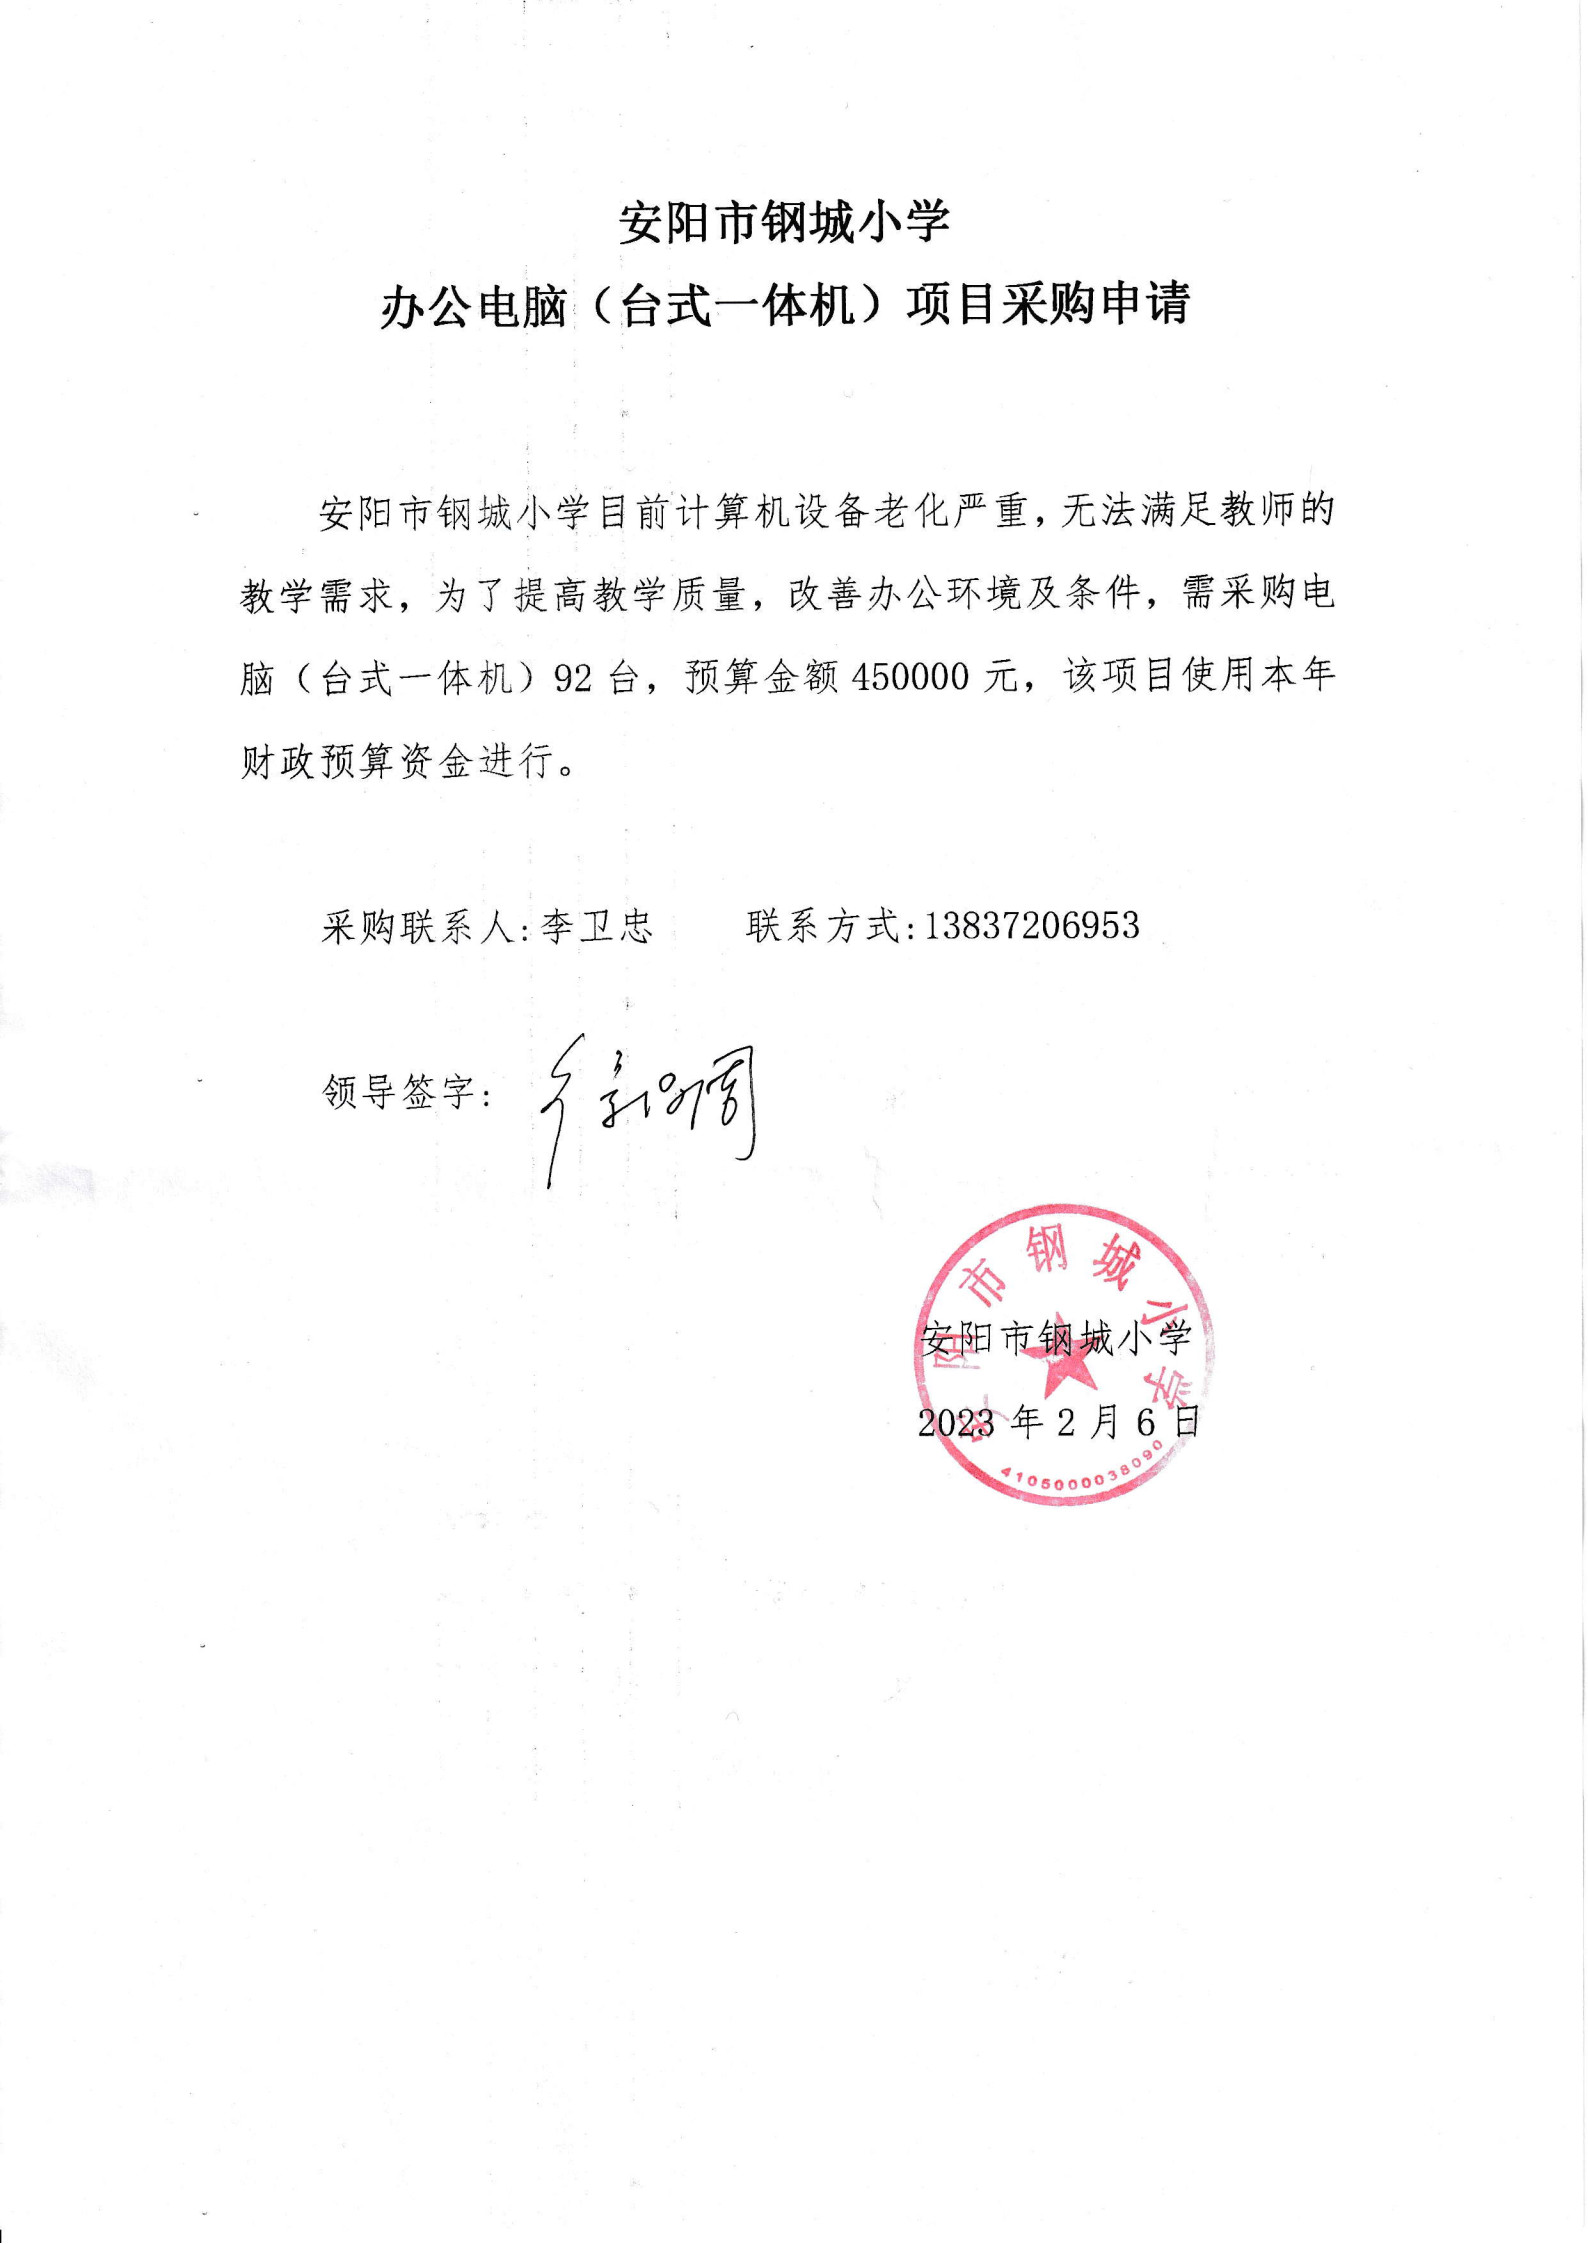 安阳市钢城小学
办公电脑（台式一体机）项目采购申请
安阳市钢城小学目前计算机设备老化严重，无法满足教师的
教学需求，为了提高教学质量，改善办公环境及条件，需采购电
脑（台式一体机）92台，预算金额450000元，该项目使用本年
财政预算资金进行。
采购联系人:李卫忠 联系方式:13837206953
领导签字:
安阳市钢城小学
安阳市钢城小学
2023年2月6日
4105000038090